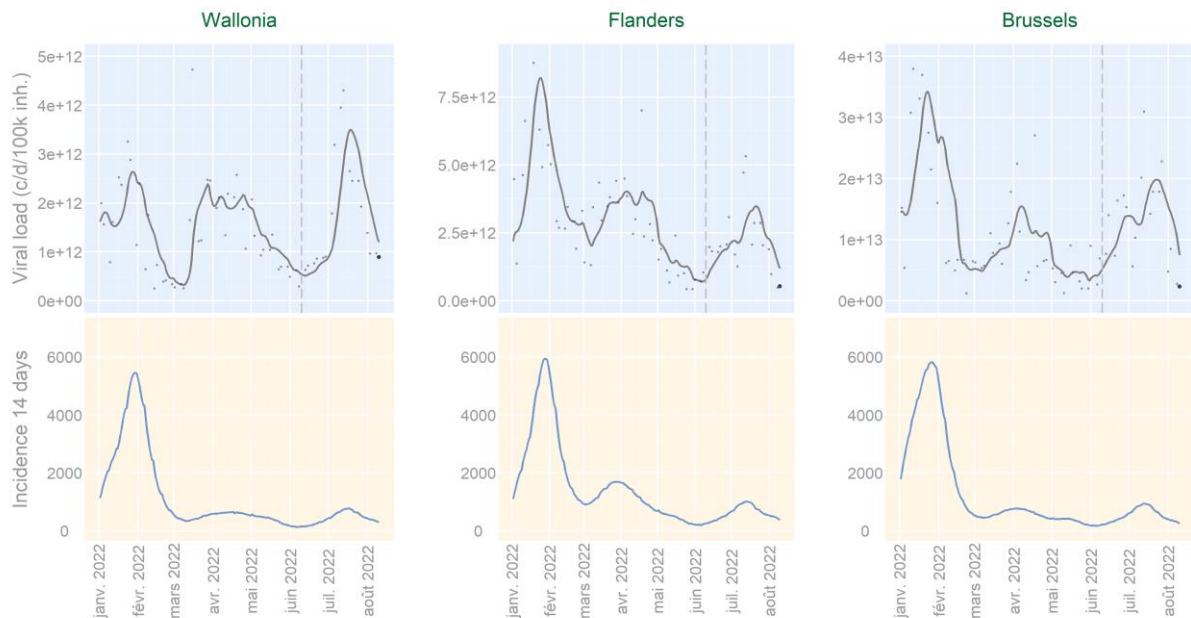 Wallonia
Flanders
Brussels
Viral load (c/d/100k inh.)
5e+12
4e+12
3e+12
2e+12
1e+12
0e+00
7.5e+12
5.0e+12
2.5e+12
0.0e+00
4e+13
3e+13
2e+13
1e+13
0e+00
Incidence 14 days
6000
4000
2000
0
6000
4000
2000
0
6000
4000
2000
0
janv. 2022
févr. 2022
mars 2022
avr. 2022
mai 2022
juin 2022
juil. 2022
août 2022
janv. 2022
févr. 2022
mars 2022
avr. 2022
mai 2022
juin 2022
juil. 2022
août 2022
janv. 2022
févr. 2022
mars 2022
avr. 2022
mai 2022
juin 2022
juil. 2022
août 2022